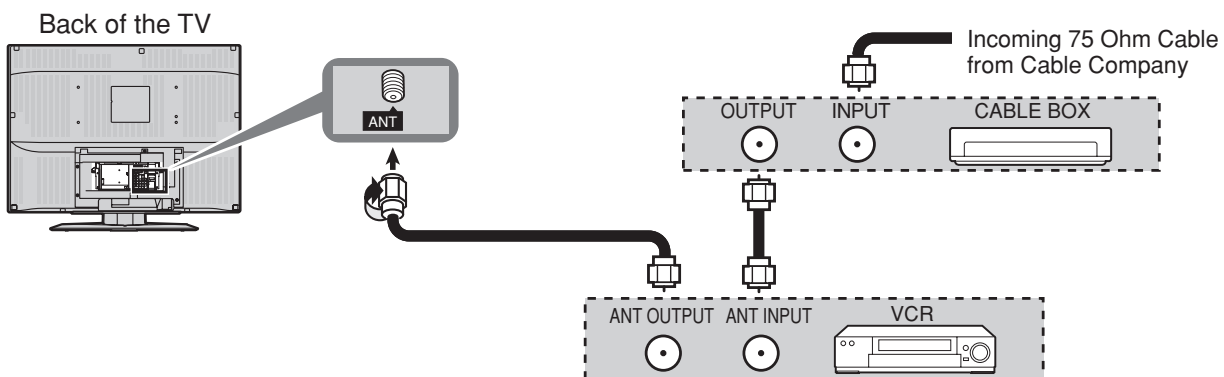 Back of the TV
ANT
Incoming 75 Ohm Cable
from Cable Company
OUTPUT
INPUT
CABLE BOX
ANT OUTPUT
ANT INPUT
VCR